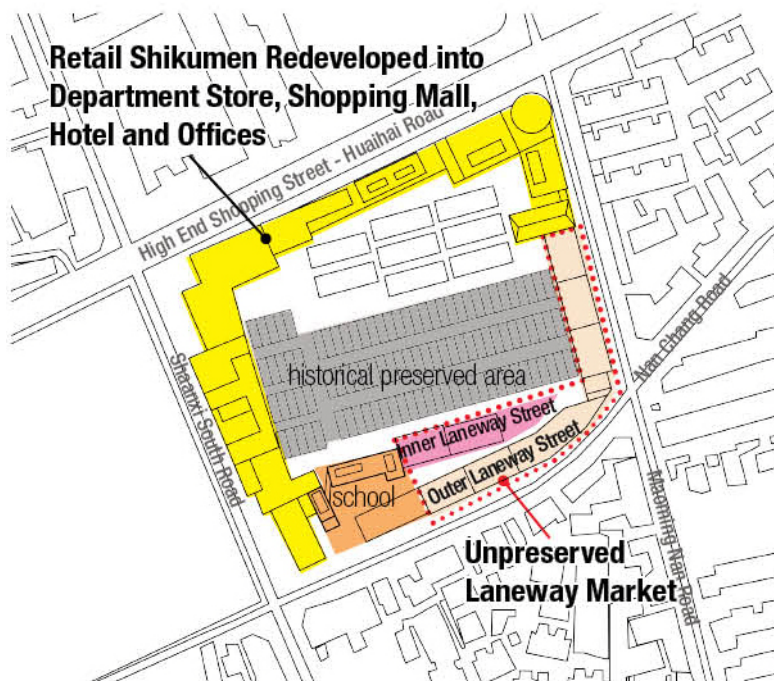 Retail Shikumen Redeveloped into
Department Store, Shopping Mall,
Hotel and Offices
High End Shopping Street - Huaihai Road
Shaanxi South Road
historical preserved area
Nan Chang Road
Inner Laneway Street
Outer Laneway Street
school
Maoming Nan Road
Unpreserved
Laneway Market